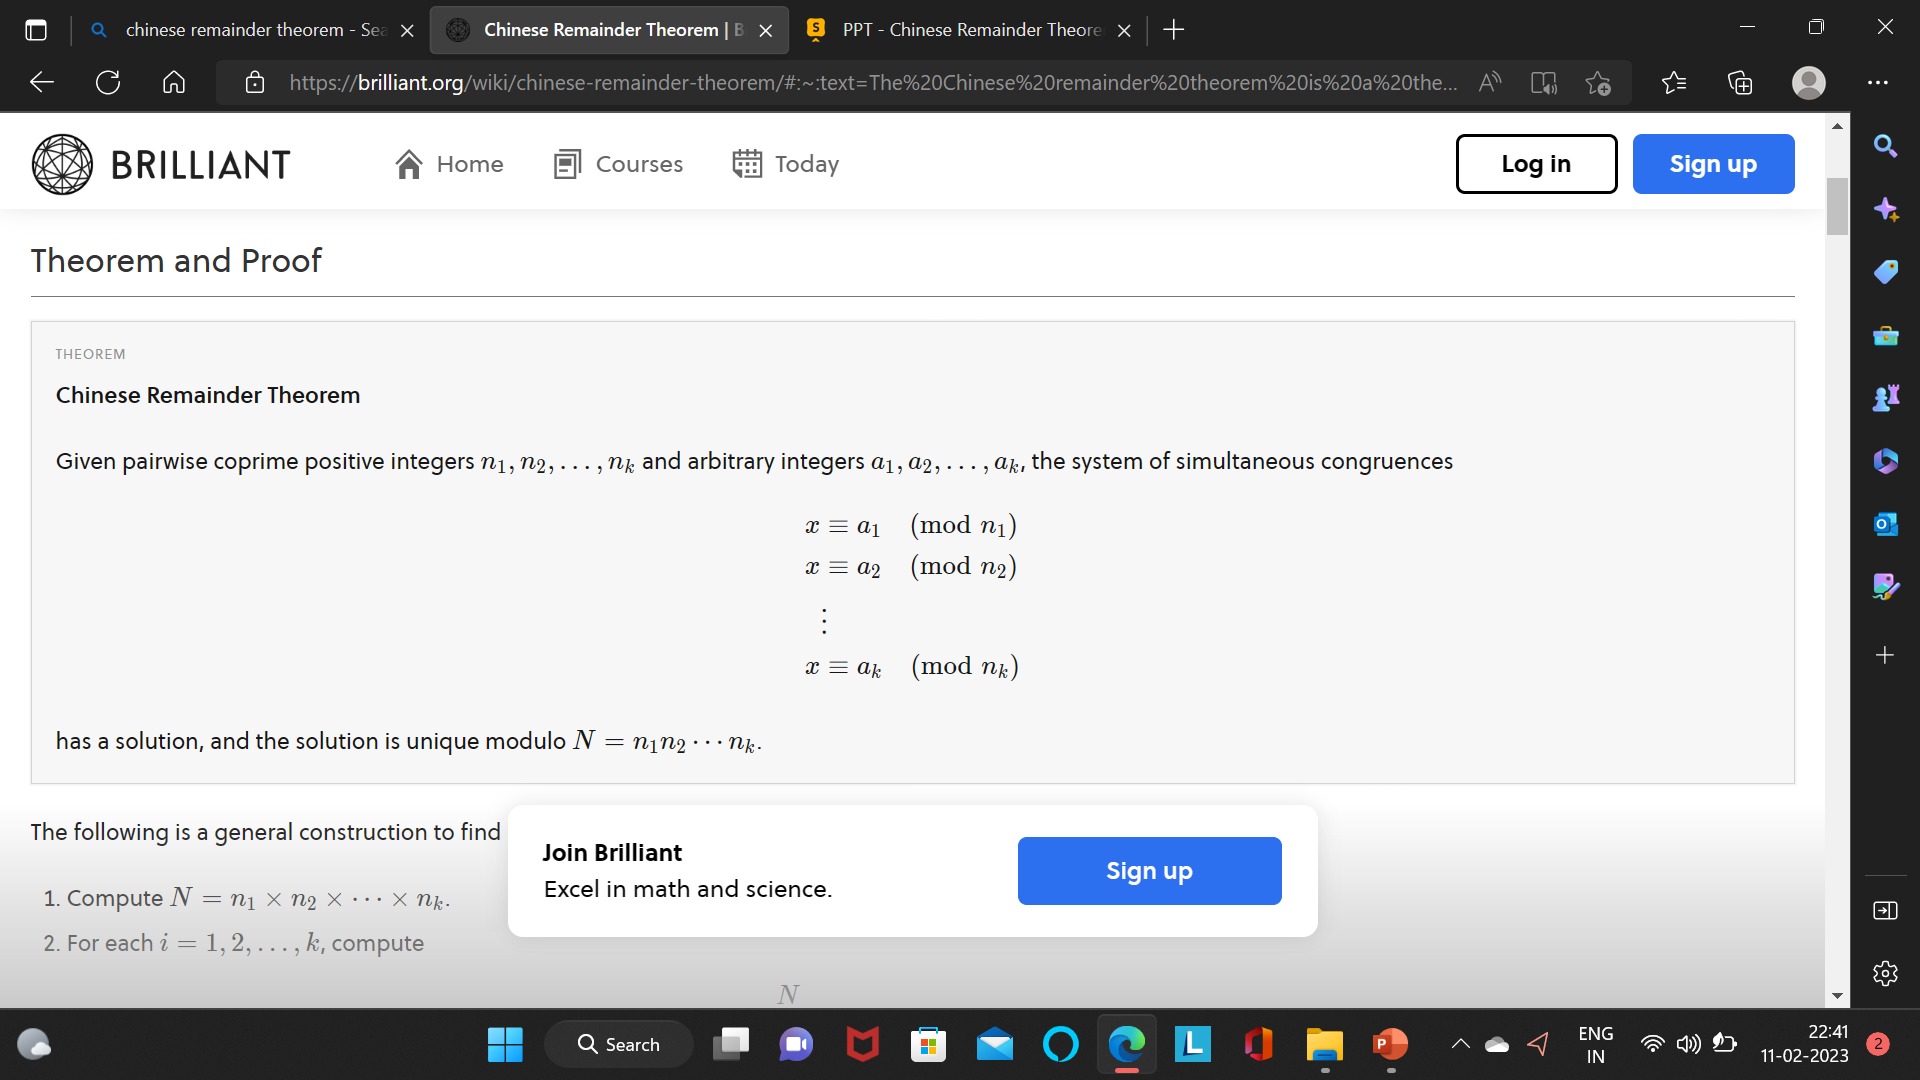 chinese remainder theorem - Sea
Chinese Remainder Theorem | B
PPT - Chinese Remainder Theore
https://brilliant.org/wiki/chinese-remainder-theorem/#:~:text=The%20Chinese%20remainder%20theorem%20is%20a%20the...
BRILLIANT
Home
Courses
Today
Log in
Sign up
Theorem and Proof
THEOREM
Chinese Remainder Theorem
Given pairwise coprime positive integers n₁, n₂, ..., nₖ and arbitrary integers a₁, a₂, ..., aₖ, the system of simultaneous congruences
x ≡ a₁ (mod n₁)
x ≡ a₂ (mod n₂)
⋮
x ≡ aₖ (mod nₖ)
has a solution, and the solution is unique modulo N = n₁n₂ ⋯ nₖ.
The following is a general construction to find
Join Brilliant
Excel in math and science.
Sign up
1. Compute N = n₁ × n₂ × ⋯ × nₖ.
2. For each i = 1, 2, ..., k, compute
N
Search
ENG
IN
22:41
11-02-2023
2